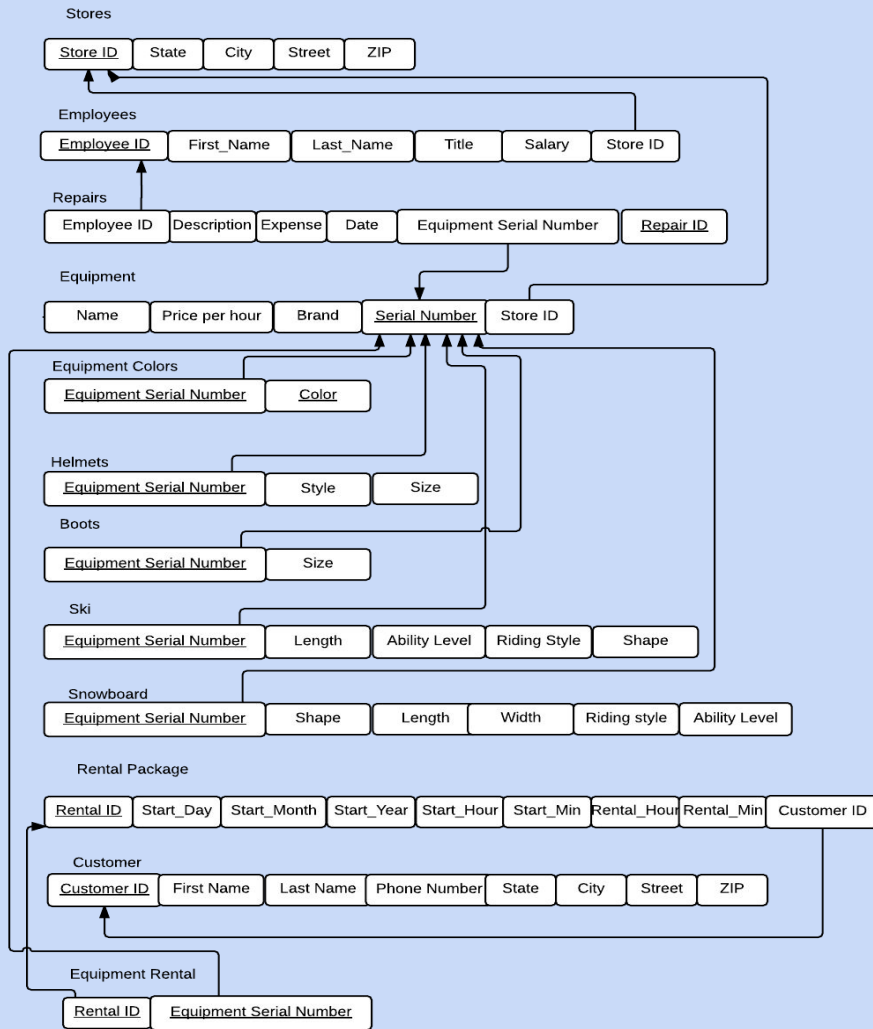 Stores
Store ID State City Street ZIP
Employees
Employee ID First_Name Last_Name Title Salary Store ID
Repairs
Employee ID Description Expense Date Equipment Serial Number Repair ID
Equipment
Name Price per hour Brand Serial Number Store ID
Equipment Colors
Equipment Serial Number Color
Helmets
Equipment Serial Number Style Size
Boots
Equipment Serial Number Size
Ski
Equipment Serial Number Length Ability Level Riding Style Shape
Snowboard
Equipment Serial Number Shape Length Width Riding style Ability Level
Rental Package
Rental ID Start_Day Start_Month Start_Year Start_Hour Start_Min Rental_Hour Rental_Min Customer ID
Customer
Customer ID First Name Last Name Phone Number State City Street ZIP
Equipment Rental
Rental ID Equipment Serial Number